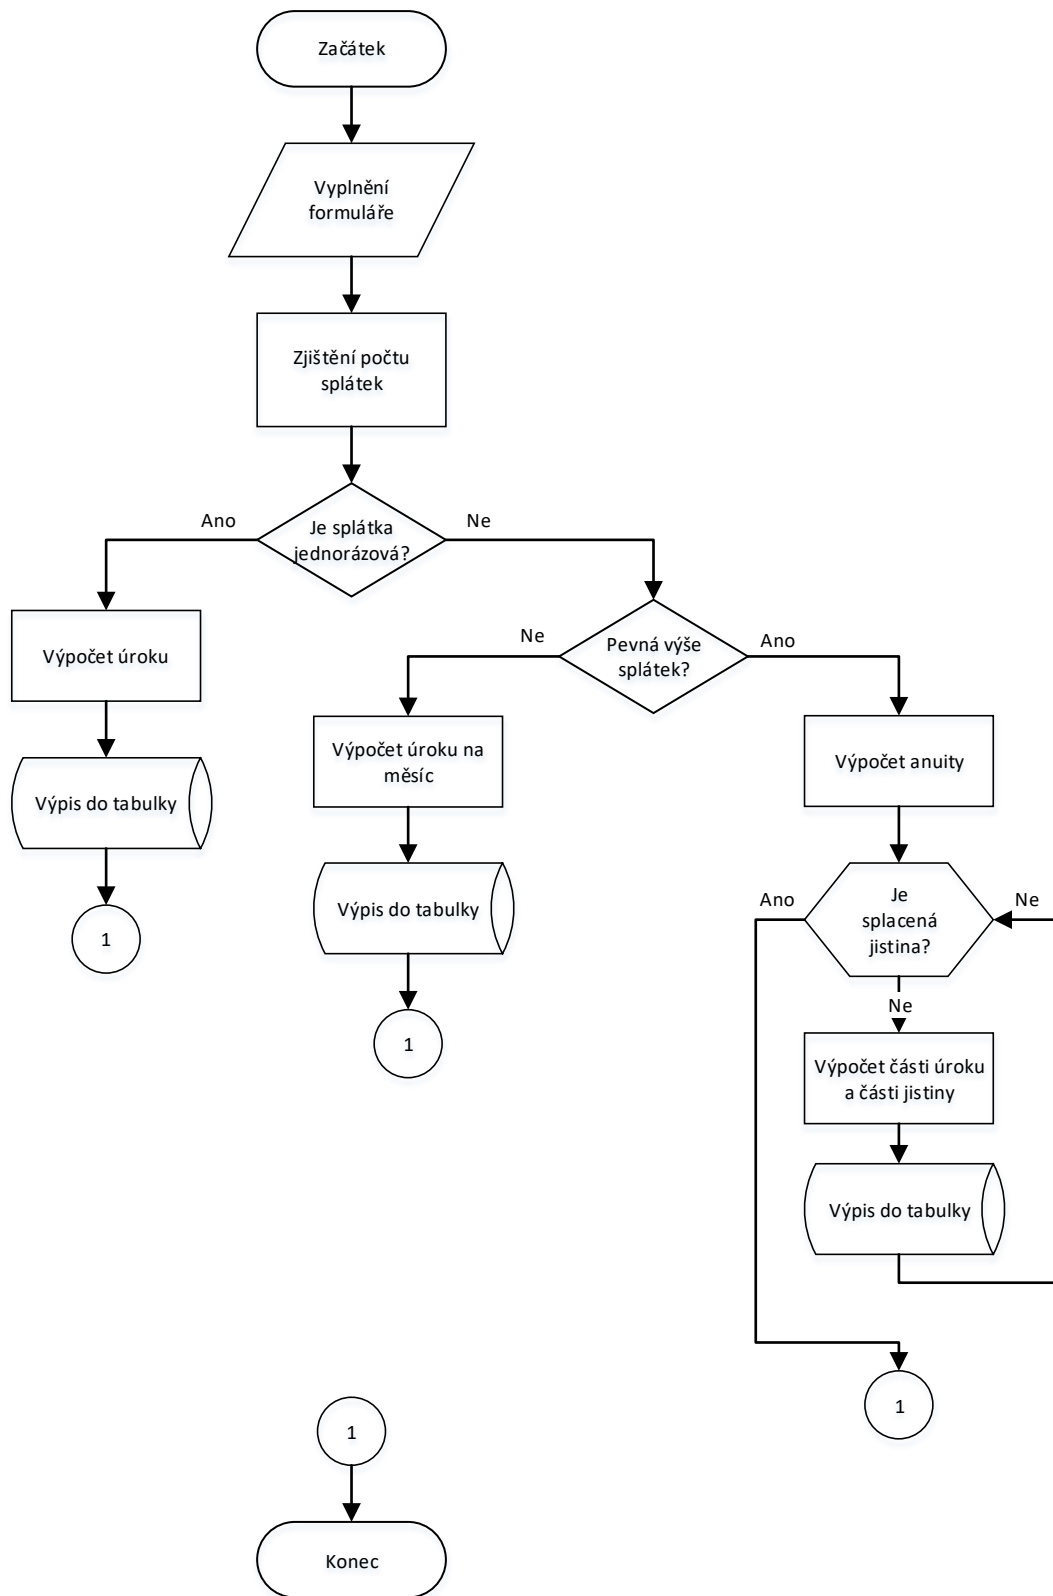 Začátek
Vyplnění
formuláře
Zjištění počtu
splátek
Je splátka
jednorázová?
Ano
Ne
Výpočet úroku
Výpis do tabulky
1
Pevná výše
splátek?
Ne
Ano
Výpočet úroku na
měsíc
Výpis do tabulky
1
Výpočet anuity
Je
splacená
jistina?
Ano
Ne
Ne
Výpočet části úroku
a části jistiny
Výpis do tabulky
1
1
Konec